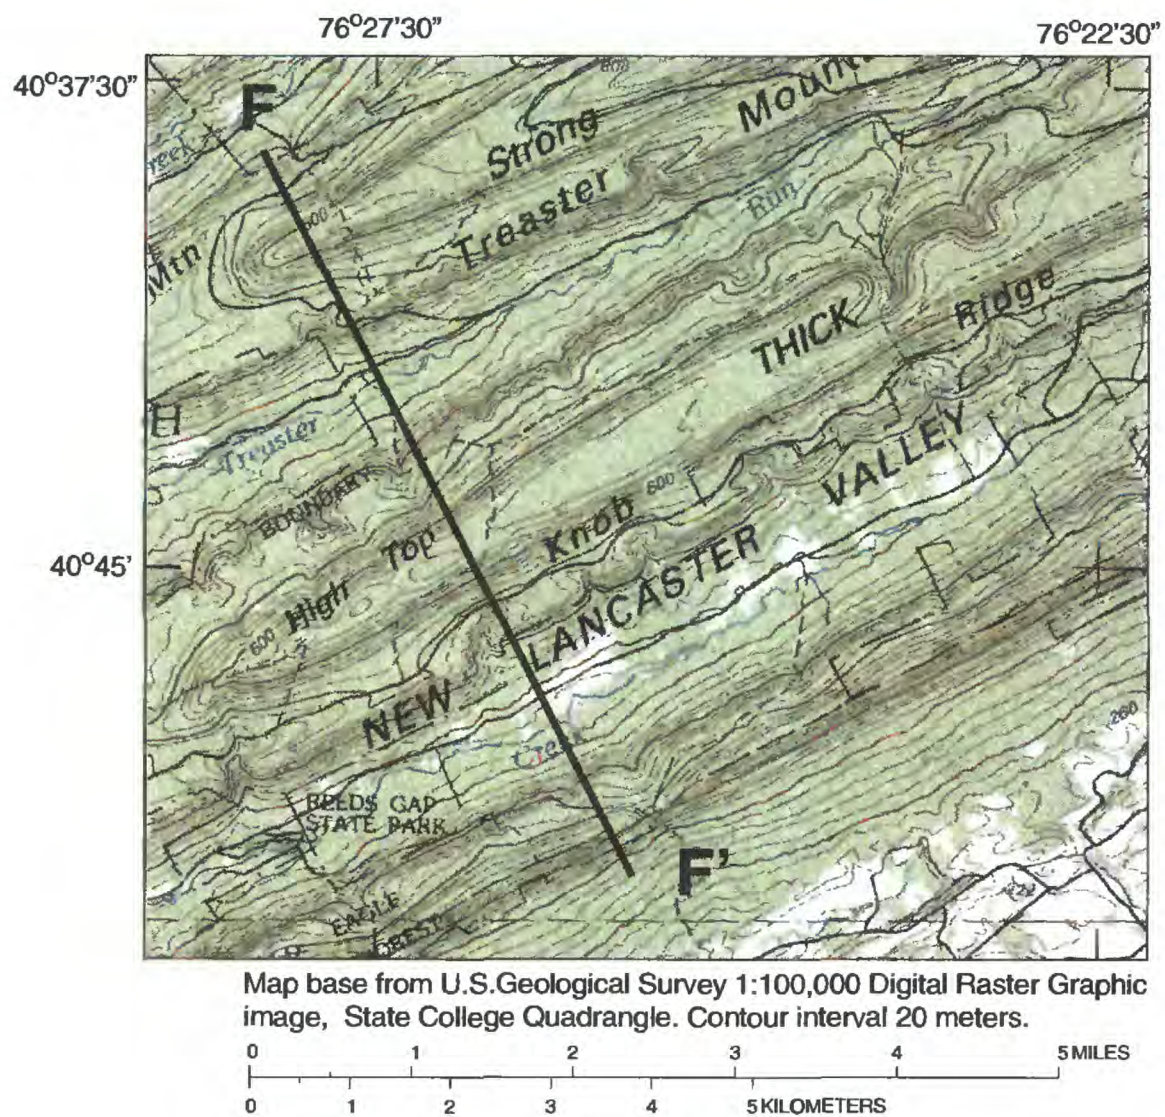 76°27'30" 76°22'30"
40°37'30"
F
Strong
Mount
Treaster
Run
Mtn
THICK
Ridge
H
Treaster
BOUNDARY
VALLEY
Knob
600
Top
40°45'
High
600
LANCASTER
NEW
Creek
260
REEDS GAP
STATE PARK
F'
EAGLE
CREST
Map base from U.S.Geological Survey 1:100,000 Digital Raster Graphic
image, State College Quadrangle. Contour interval 20 meters.
0 1 2 3 4 5 MILES
0 1 2 3 4 5 KILOMETERS